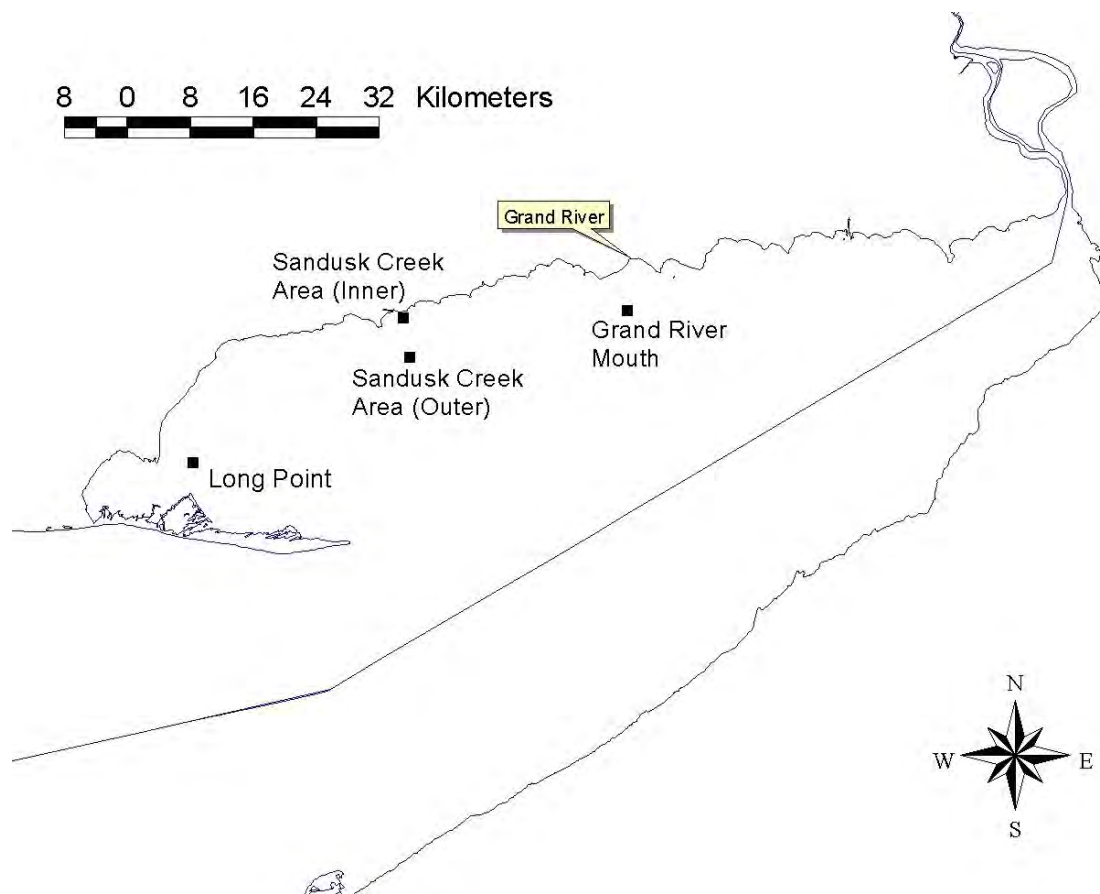 8 0 8 16 24 32 Kilometers
Grand River
Sandusk Creek
Area (Inner)
Grand River
Mouth
Sandusk Creek
Area (Outer)
Long Point
N
W E
S